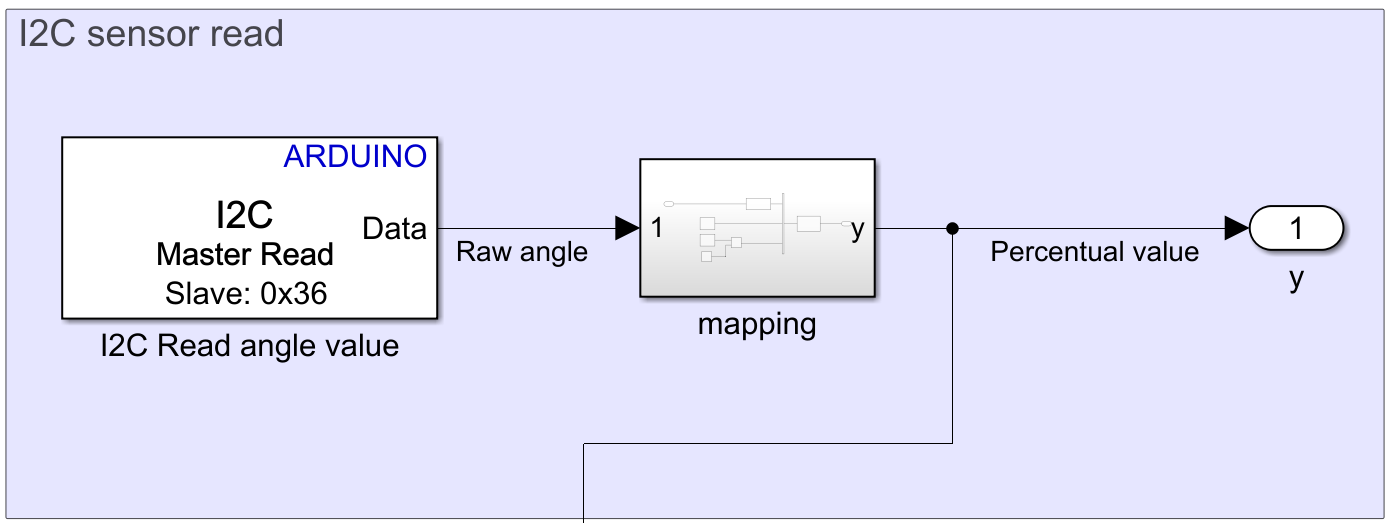 I2C sensor read
ARDUINO
I2C
Master Read
Slave: 0x36
Data
I2C Read angle value
Raw angle
1
y
mapping
Percentual value
1
y